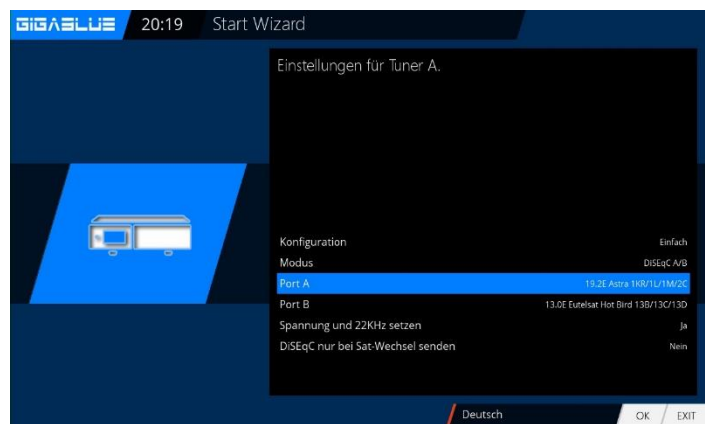 GIGABLUE 20:19 Start Wizard
Einstellungen für Tuner A.
Konfiguration Einfach
Modus DiSEqC A/B
Port A 19.2E Astra 1KR/1L/1M/2C
Port B 13.0E Eutelsat Hot Bird 13B/13C/13D
Spannung und 22KHz setzen Ja
DiSEqC nur bei Sat-Wechsel senden Nein
Deutsch OK EXIT